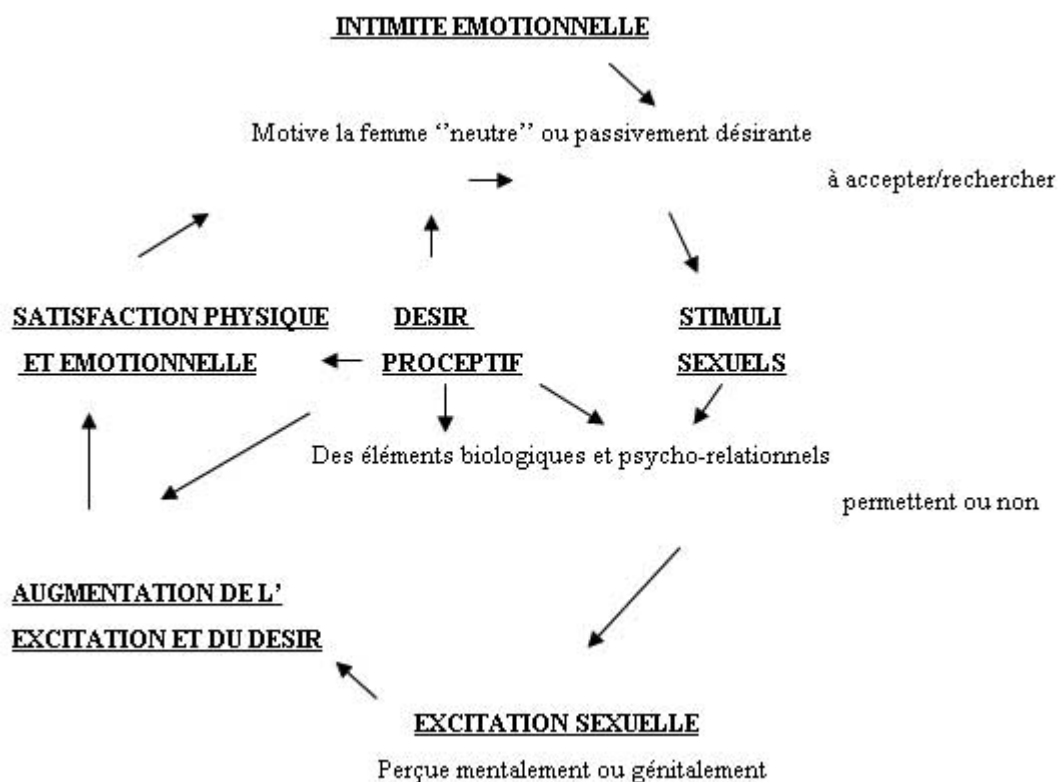 INTIMITE EMOTIONNELLE
Motive la femme ‘’neutre’’ ou passivement désirante
à accepter/rechercher
SATISFACTION PHYSIQUE
ET EMOTIONNELLE
DESIR
PROCEPTIF
STIMULI
SEXUELS
Des éléments biologiques et psycho-relationnels
permettent ou non
AUGMENTATION DE L’
EXCITATION ET DU DESIR
EXCITATION SEXUELLE
Perçue mentalement ou génitalement